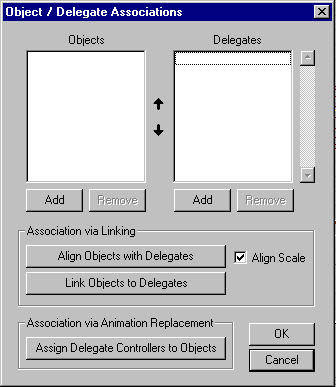 Object / Delegate Associations
Objects
Delegates
Add
Remove
Add
Remove
Association via Linking
Align Objects with Delegates
Align Scale
Link Objects to Delegates
Association via Animation Replacement
Assign Delegate Controllers to Objects
OK
Cancel